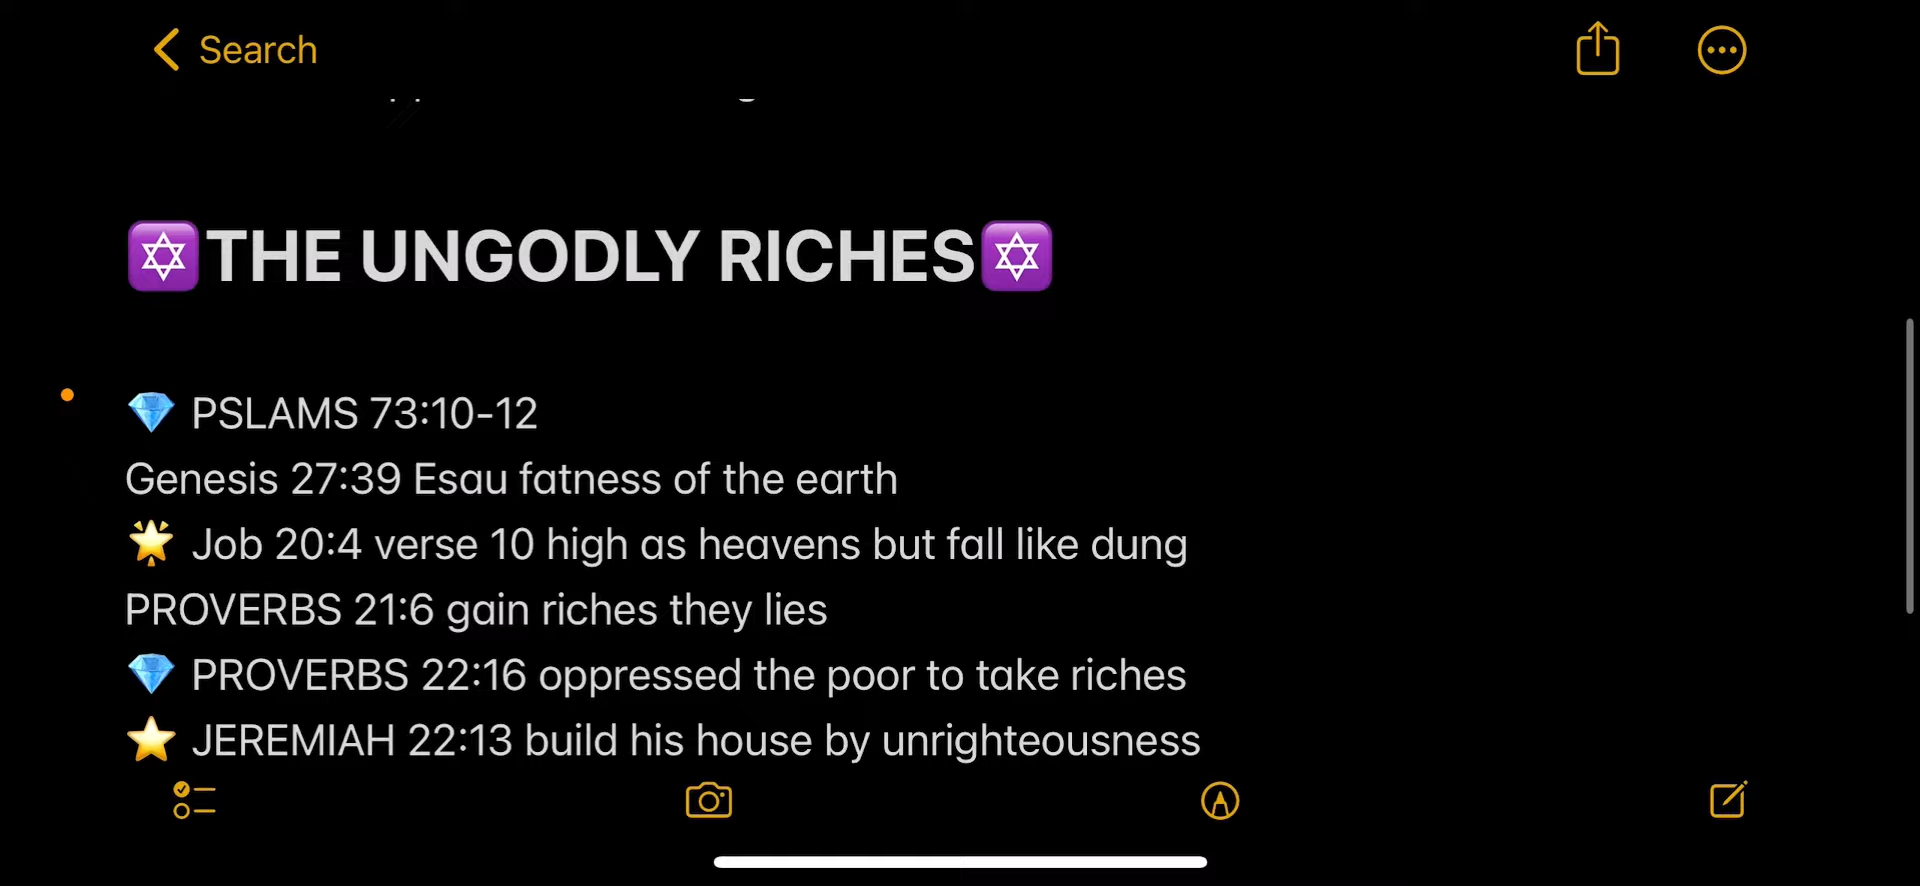 Search
✡THE UNGODLY RICHES✡
💎 PSLAMS 73:10-12
Genesis 27:39 Esau fatness of the earth
🌟 Job 20:4 verse 10 high as heavens but fall like dung
PROVERBS 21:6 gain riches they lies
💎 PROVERBS 22:16 oppressed the poor to take riches
⭐ JEREMIAH 22:13 build his house by unrighteousness